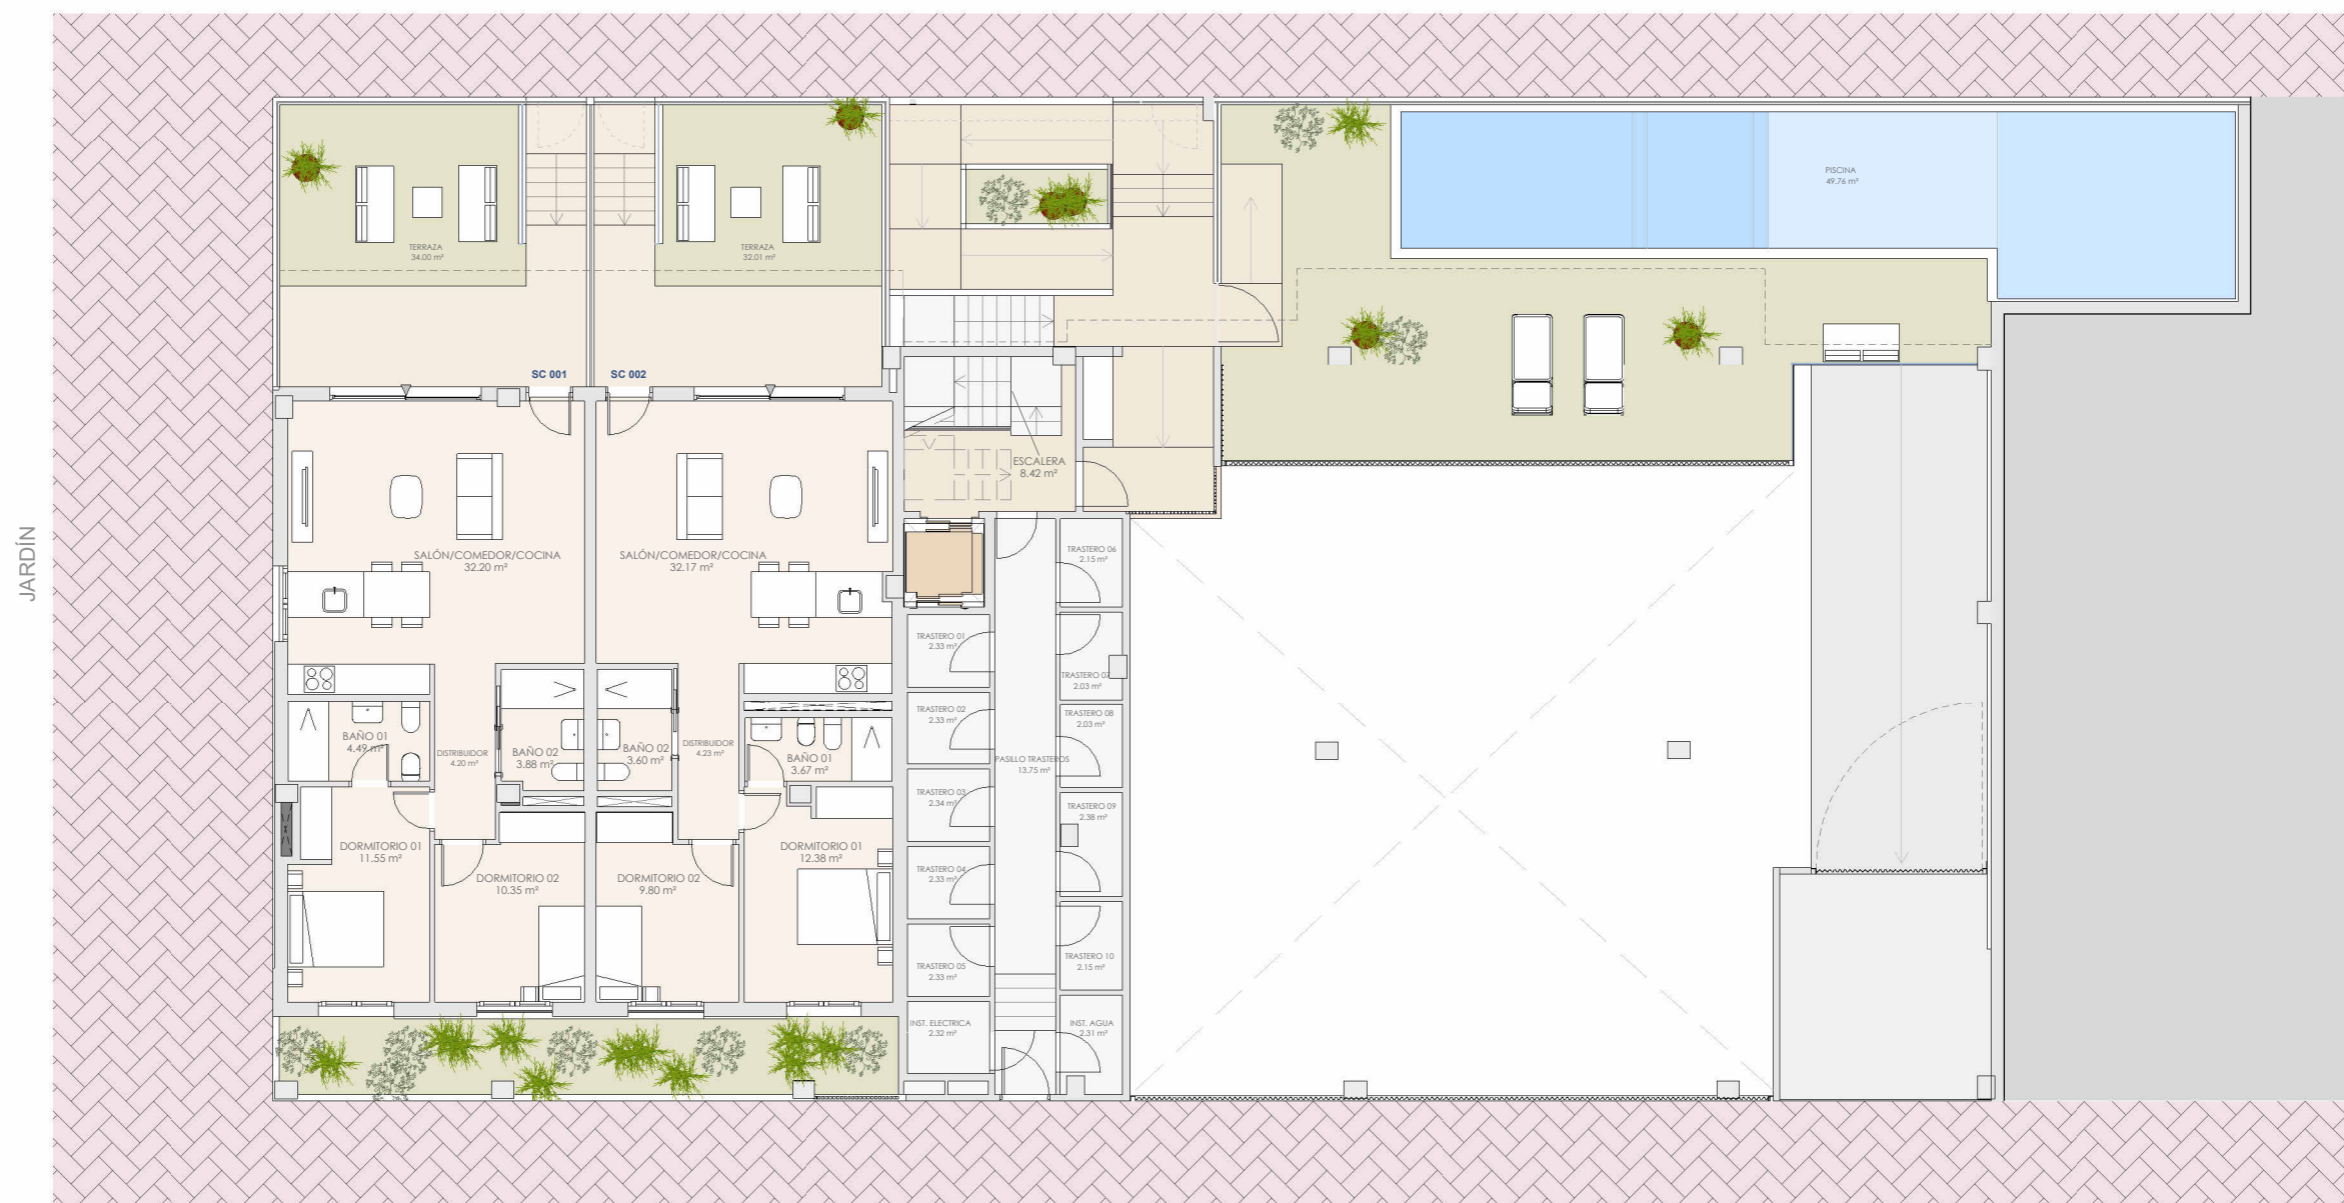 JARDÍN
TERRAZA
34.00 m²
TERRAZA
32.01 m²
PISCINA
49.76 m²
SC 001
SC 002
ESCALERA
8.42 m²
SALÓN/COMEDOR/COCINA
32.20 m²
SALÓN/COMEDOR/COCINA
32.17 m²
TRASTERO 06
2.15 m²
TRASTERO 01
2.33 m²
TRASTERO 07
2.03 m²
TRASTERO 02
2.33 m²
TRASTERO 08
2.03 m²
BAÑO 01
4.49 m²
DISTRIBUIDOR
4.20 m²
BAÑO 02
3.88 m²
BAÑO 02
3.60 m²
DISTRIBUIDOR
4.23 m²
BAÑO 01
3.67 m²
PASILLO TRASTEROS
13.75 m²
TRASTERO 03
2.34 m²
TRASTERO 09
2.38 m²
DORMITORIO 01
11.55 m²
DORMITORIO 02
10.35 m²
DORMITORIO 02
9.80 m²
DORMITORIO 01
12.38 m²
TRASTERO 04
2.33 m²
TRASTERO 05
2.33 m²
TRASTERO 10
2.15 m²
INST. ELECTRICA
2.32 m²
INST. AGUA
2.31 m²